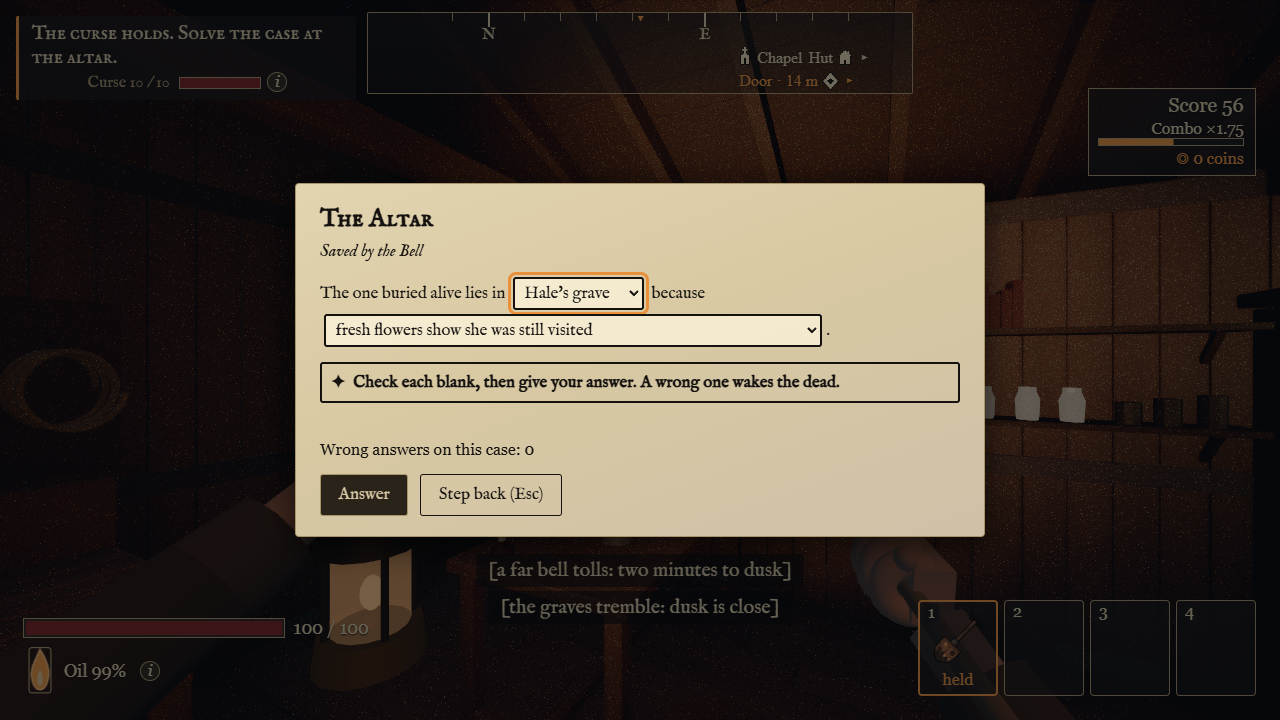 The curse holds. Solve the case at
the altar.
Curse 10 / 10
i
N
E
Chapel Hut
Door · 14 m
Score 56
Combo ×1.75
0 coins
The Altar
Saved by the Bell
The one buried alive lies in Hale's grave because
fresh flowers show she was still visited .
Check each blank, then give your answer. A wrong one wakes the dead.
Wrong answers on this case: 0
Answer
Step back (Esc)
[a far bell tolls: two minutes to dusk]
[the graves tremble: dusk is close]
100 / 100
Oil 99%
i
1
held
2
3
4